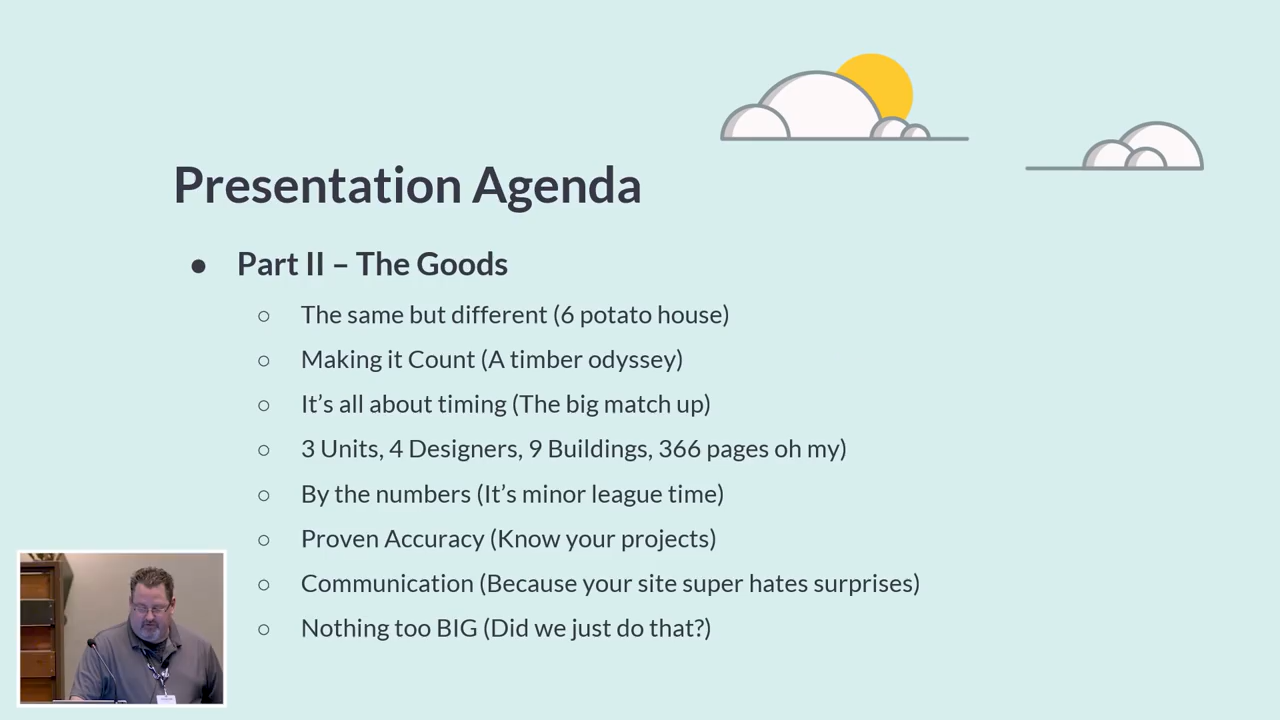 Presentation Agenda
● Part II – The Goods
○ The same but different (6 potato house)
○ Making it Count (A timber odyssey)
○ It’s all about timing (The big match up)
○ 3 Units, 4 Designers, 9 Buildings, 366 pages oh my)
○ By the numbers (It’s minor league time)
○ Proven Accuracy (Know your projects)
○ Communication (Because your site super hates surprises)
○ Nothing too BIG (Did we just do that?)